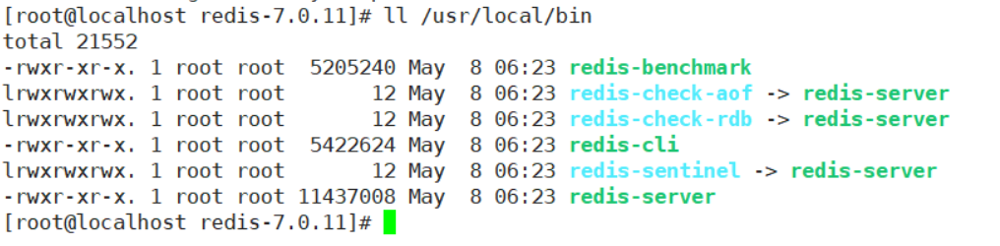 [root@localhost redis-7.0.11]# ll /usr/local/bin
total 21552
-rwxr-xr-x. 1 root root  5205240 May  8 06:23 redis-benchmark
lrwxrwxrwx. 1 root root       12 May  8 06:23 redis-check-aof -> redis-server
lrwxrwxrwx. 1 root root       12 May  8 06:23 redis-check-rdb -> redis-server
-rwxr-xr-x. 1 root root  5422624 May  8 06:23 redis-cli
lrwxrwxrwx. 1 root root       12 May  8 06:23 redis-sentinel -> redis-server
-rwxr-xr-x. 1 root root 11437008 May  8 06:23 redis-server
[root@localhost redis-7.0.11]#